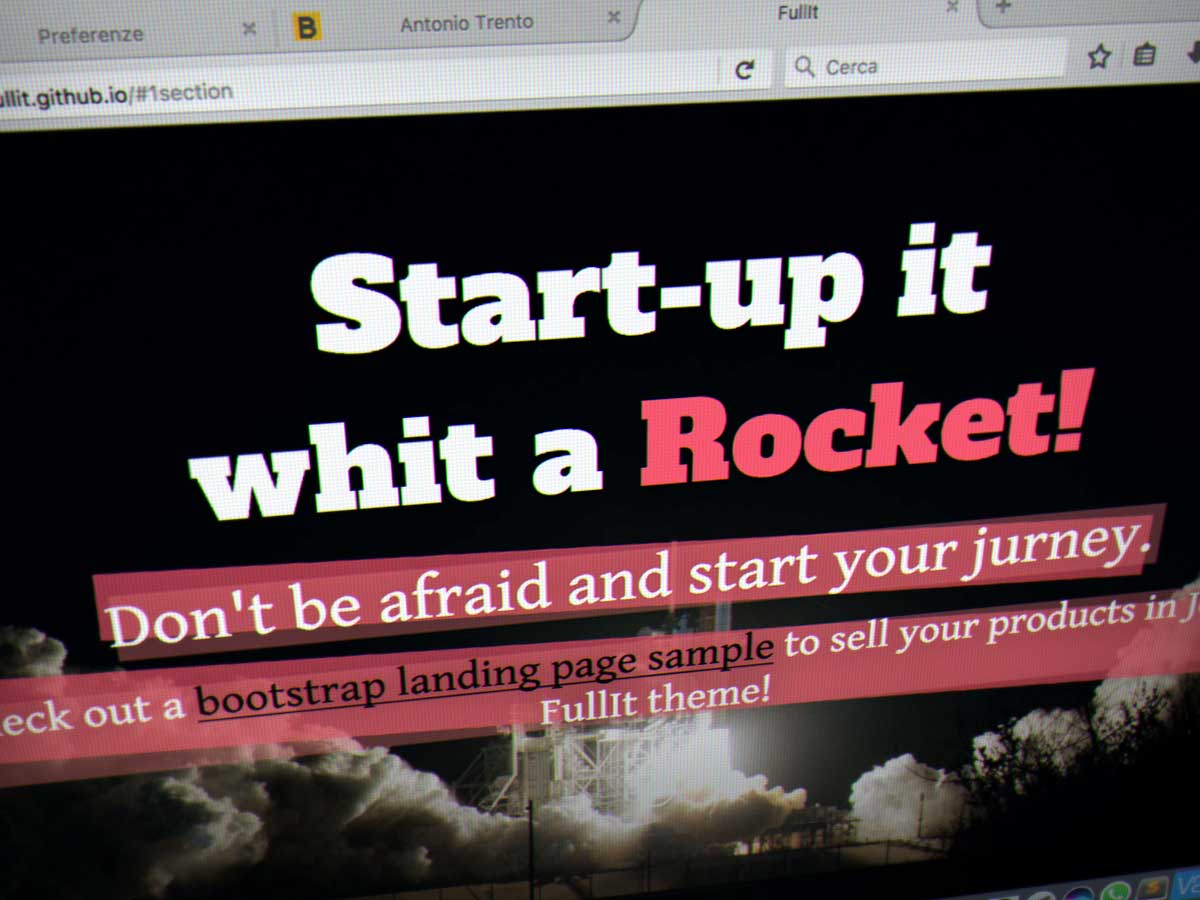 Preferenze
B
Antonio Trento
FullIt
ullit.github.io/#1section
Cerca
Start-up it
whit a Rocket!
Don't be afraid and start your jurney.
eck out a bootstrap landing page sample to sell your products in J
FullIt theme!